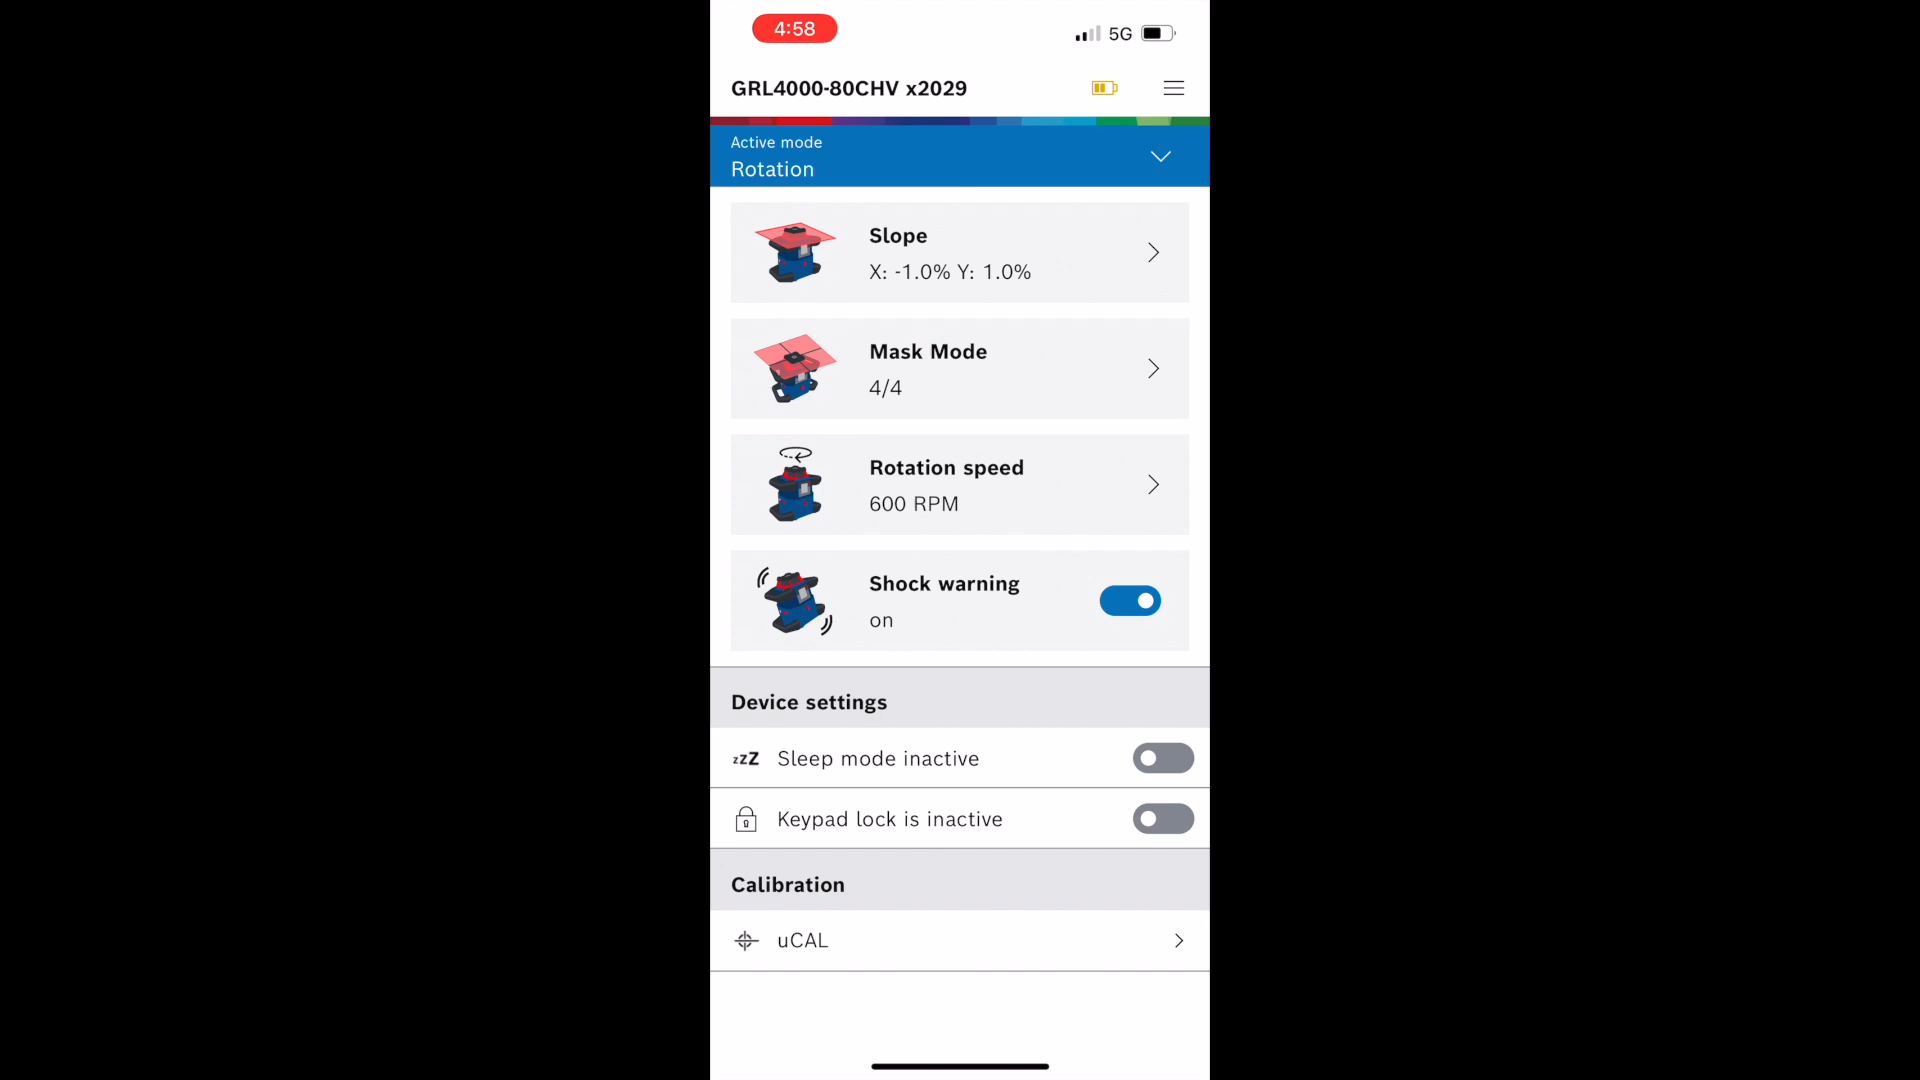 4:58
5G
GRL4000-80CHV x2029
Active mode
Rotation
Slope
X: -1.0% Y: 1.0%
Mask Mode
4/4
Rotation speed
600 RPM
Shock warning
on
Device settings
zzZ Sleep mode inactive
Keypad lock is inactive
Calibration
uCAL